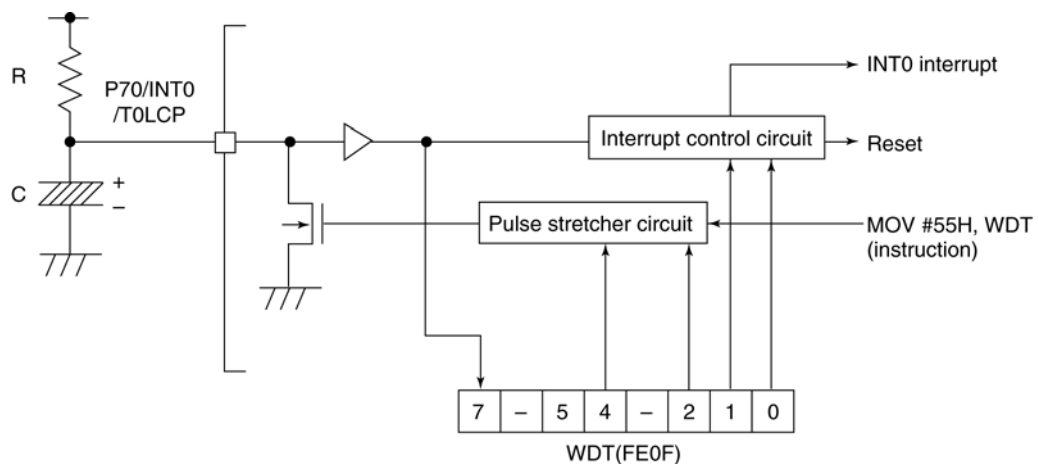 INT0 interrupt
R
P70/INT0
/T0LCP
Interrupt control circuit
Reset
C
+
–
Pulse stretcher circuit
MOV #55H, WDT
(instruction)
7 – 5 4 – 2 1 0
WDT(FE0F)